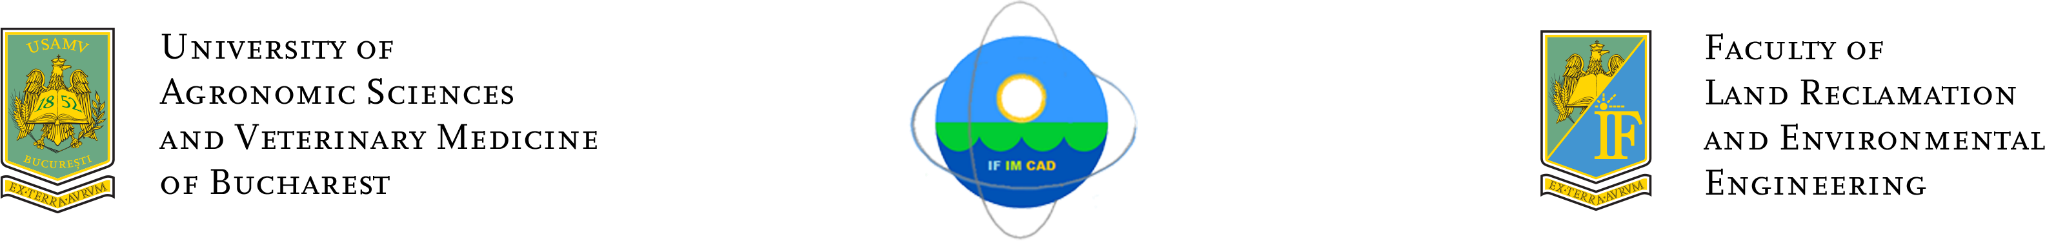 USAMV
1852
BUCUREȘTI
EX·TERRA·AVRVM
UNIVERSITY OF
AGRONOMIC SCIENCES
AND VETERINARY MEDICINE
OF BUCHAREST
IF IM CAD
IF
EX·TERRA·AVRVM
FACULTY OF
LAND RECLAMATION
AND ENVIRONMENTAL
ENGINEERING